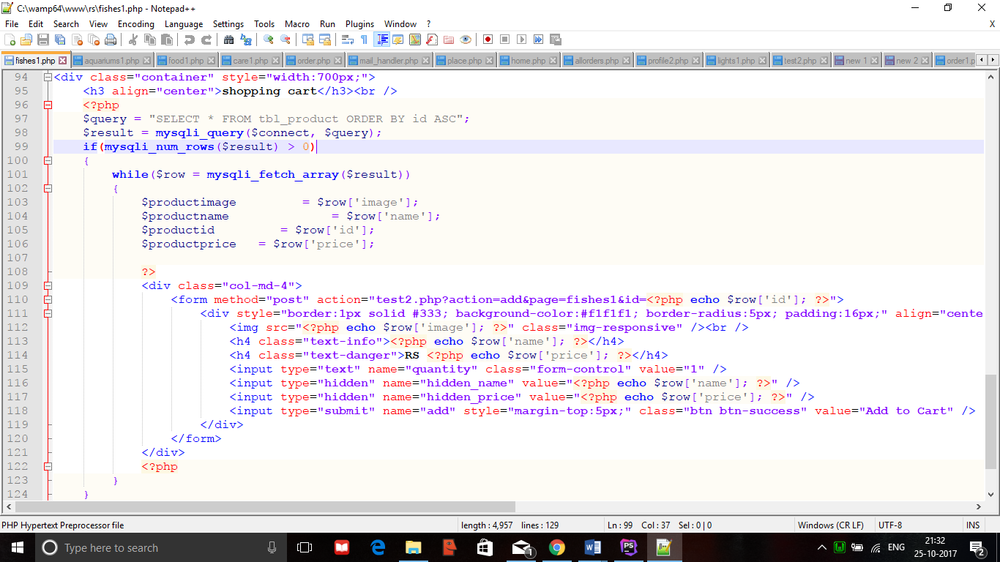 C:\wamp64\www\rs\fishes1.php - Notepad++
File Edit Search View Encoding Language Settings Tools Macro Run Plugins Window ? X
fishes1.php aquariums1.php food1.php care1.php order.php mail_handler.php place.php home.php allorders.php profile2.php lights1.php test2.php new 1 new 2 order1.p
94 <div class="container" style="width:700px;">
95 <h3 align="center">shopping cart</h3><br />
96 <?php
97 $query = "SELECT * FROM tbl_product ORDER BY id ASC";
98 $result = mysqli_query($connect, $query);
99 if(mysqli_num_rows($result) > 0)
100 {
101 while($row = mysqli_fetch_array($result))
102 {
103 $productimage = $row['image'];
104 $productname = $row['name'];
105 $productid = $row['id'];
106 $productprice = $row['price'];
107
108 ?>
109 <div class="col-md-4">
110 <form method="post" action="test2.php?action=add&page=fishes1&id=<?php echo $row['id']; ?>">
111 <div style="border:1px solid #333; background-color:#f1f1f1; border-radius:5px; padding:16px;" align="cente
112 <img src="<?php echo $row['image']; ?>" class="img-responsive" /><br />
113 <h4 class="text-info"><?php echo $row['name']; ?></h4>
114 <h4 class="text-danger">RS <?php echo $row['price']; ?></h4>
115 <input type="text" name="quantity" class="form-control" value="1" />
116 <input type="hidden" name="hidden_name" value="<?php echo $row['name']; ?>" />
117 <input type="hidden" name="hidden_price" value="<?php echo $row['price']; ?>" />
118 <input type="submit" name="add" style="margin-top:5px;" class="btn btn-success" value="Add to Cart" />
119 </div>
120 </form>
121 </div>
122 <?php
123 }
124 }
PHP Hypertext Preprocessor file length : 4,957 lines : 129 Ln : 99 Col : 37 Sel : 0 | 0 Windows (CR LF) UTF-8 INS
Type here to search 1 ENG 21:32
25-10-2017 2